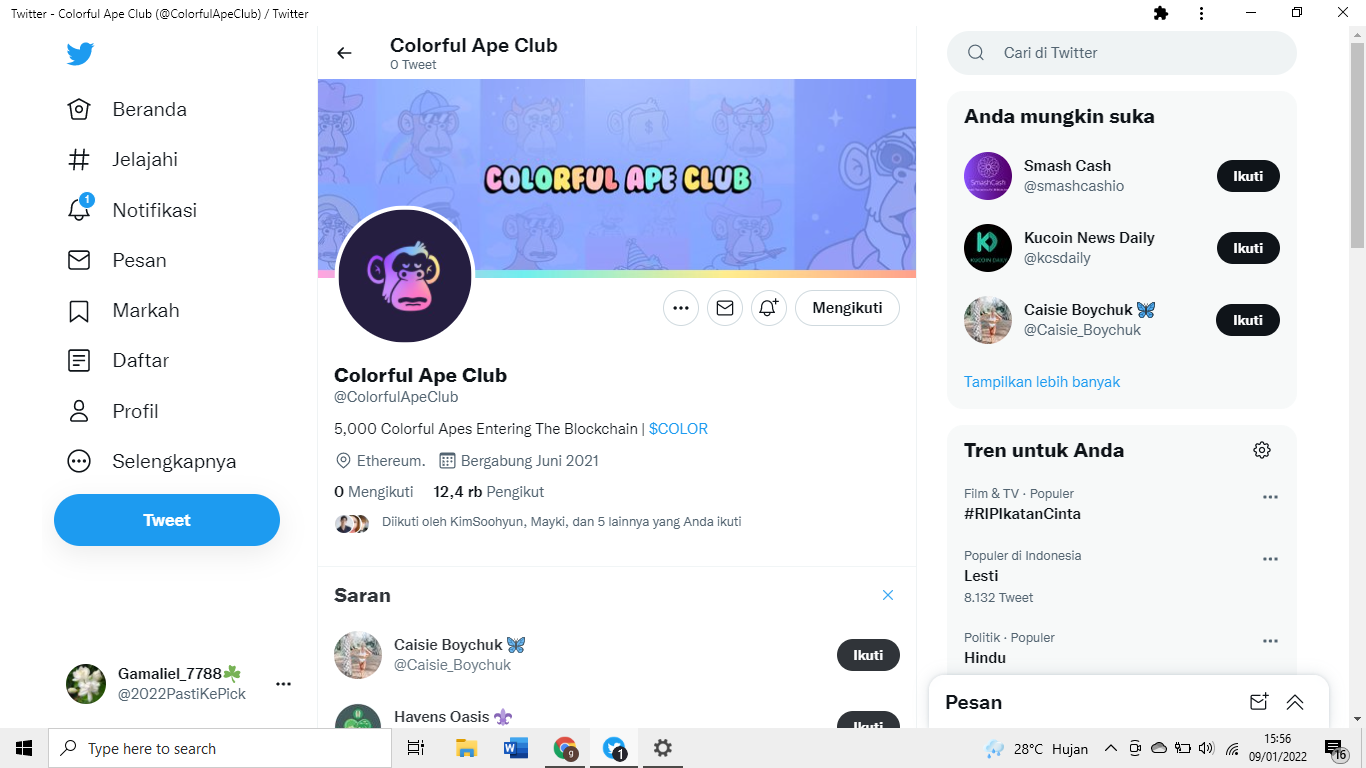 Twitter - Colorful Ape Club (@ColorfulApeClub) / Twitter
Beranda
Jelajahi
1
Notifikasi
Pesan
Markah
Daftar
Profil
Selengkapnya
Tweet
Gamaliel_7788
@2022PastiKePick
Colorful Ape Club
0 Tweet
COLORFUL APE CLUB
Mengikuti
Colorful Ape Club
@ColorfulApeClub
5,000 Colorful Apes Entering The Blockchain | $COLOR
Ethereum. Bergabung Juni 2021
0 Mengikuti 12,4 rb Pengikut
Diikuti oleh KimSoohyun, Mayki, dan 5 lainnya yang Anda ikuti
Saran
Caisie Boychuk
@Caisie_Boychuk
Ikuti
Havens Oasis
Ikuti
Cari di Twitter
Anda mungkin suka
SmashCash
Smash Cash
@smashcashio
Ikuti
KUCOIN DAILY
Kucoin News Daily
@kcsdaily
Ikuti
Caisie Boychuk
@Caisie_Boychuk
Ikuti
Tampilkan lebih banyak
Tren untuk Anda
Film & TV · Populer
#RIPIkatanCinta
Populer di Indonesia
Lesti
8.132 Tweet
Politik · Populer
Hindu
Pesan
Type here to search
W
g
1
28°C Hujan
15:56
09/01/2022
16